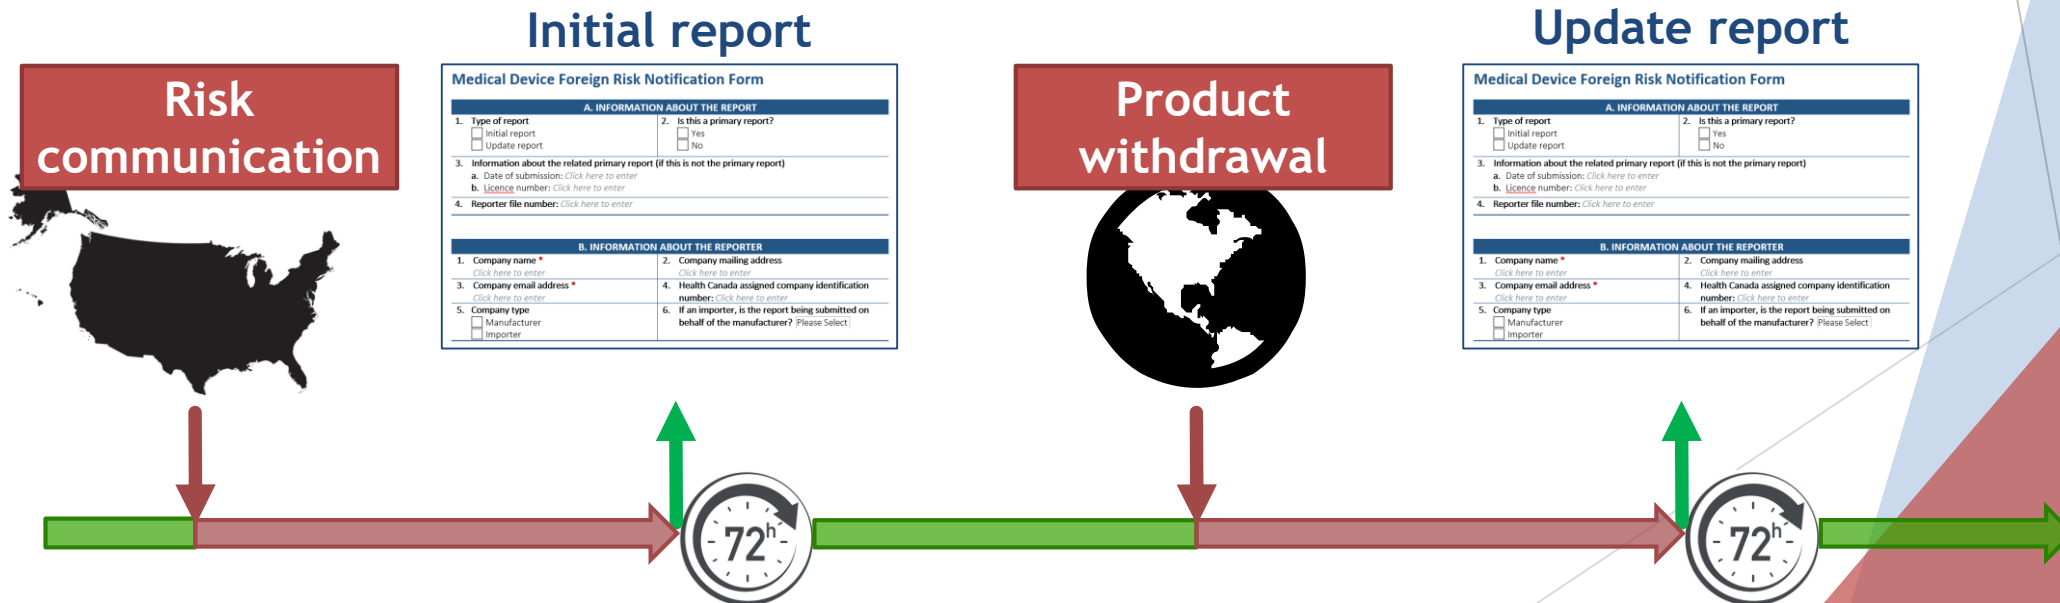 Initial report
Update report
Risk
communication
Medical Device Foreign Risk Notification Form
A. INFORMATION ABOUT THE REPORT
1. Type of report
Initial report
Update report
2. Is this a primary report?
Yes
No
3. Information about the related primary report (if this is not the primary report)
a. Date of submission: Click here to enter
b. Licence number: Click here to enter
4. Reporter file number: Click here to enter
B. INFORMATION ABOUT THE REPORTER
1. Company name *
Click here to enter
2. Company mailing address
Click here to enter
3. Company email address *
Click here to enter
4. Health Canada assigned company identification
number: Click here to enter
5. Company type
Manufacturer
Importer
6. If an importer, is the report being submitted on
behalf of the manufacturer? Please Select
Product
withdrawal
Medical Device Foreign Risk Notification Form
A. INFORMATION ABOUT THE REPORT
1. Type of report
Initial report
Update report
2. Is this a primary report?
Yes
No
3. Information about the related primary report (if this is not the primary report)
a. Date of submission: Click here to enter
b. Licence number: Click here to enter
4. Reporter file number: Click here to enter
B. INFORMATION ABOUT THE REPORTER
1. Company name *
Click here to enter
2. Company mailing address
Click here to enter
3. Company email address *
Click here to enter
4. Health Canada assigned company identification
number: Click here to enter
5. Company type
Manufacturer
Importer
6. If an importer, is the report being submitted on
behalf of the manufacturer? Please Select
72h
72h